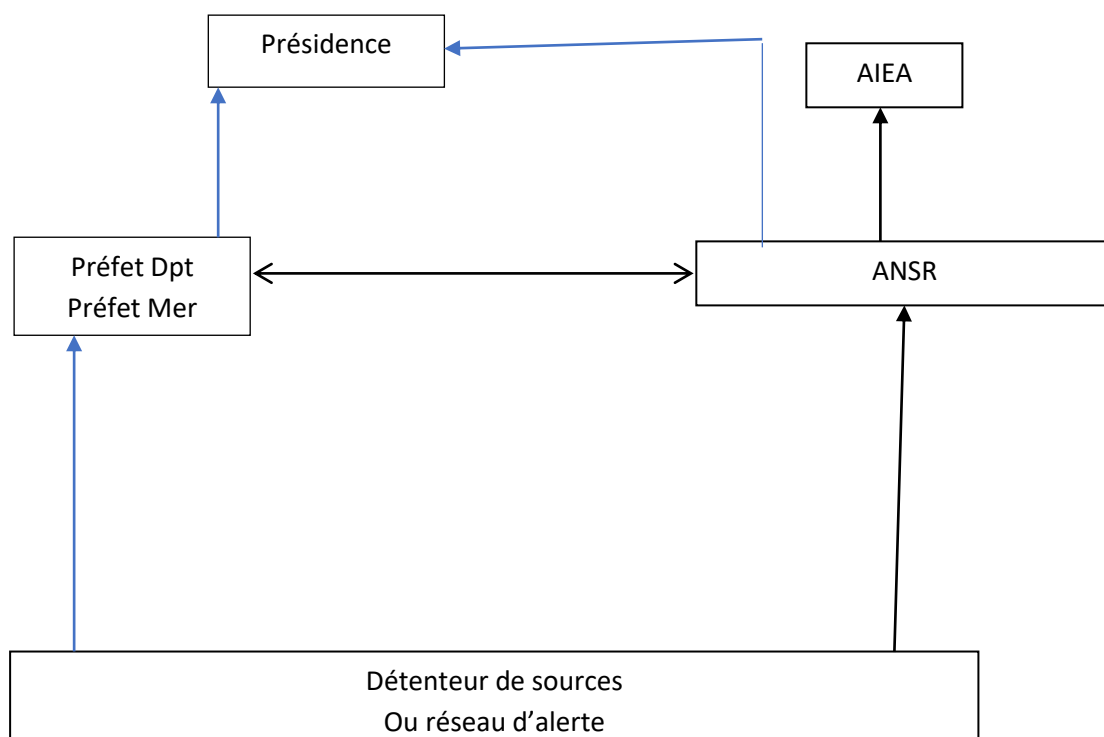 Présidence
AIEA
Préfet Dpt
Préfet Mer
ANSR
Détenteur de sources
Ou réseau d’alerte